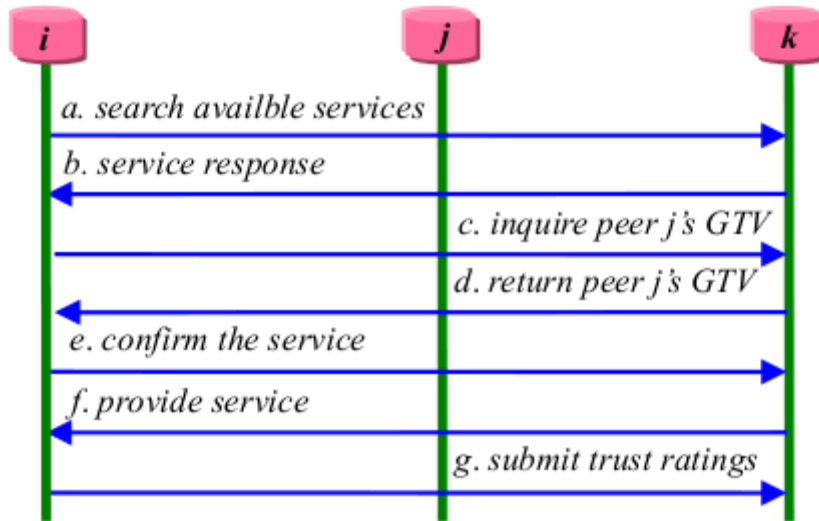 i
j
k
a. search availble services
b. service response
c. inquire peer j's GTV
d. return peer j's GTV
e. confirm the service
f. provide service
g. submit trust ratings